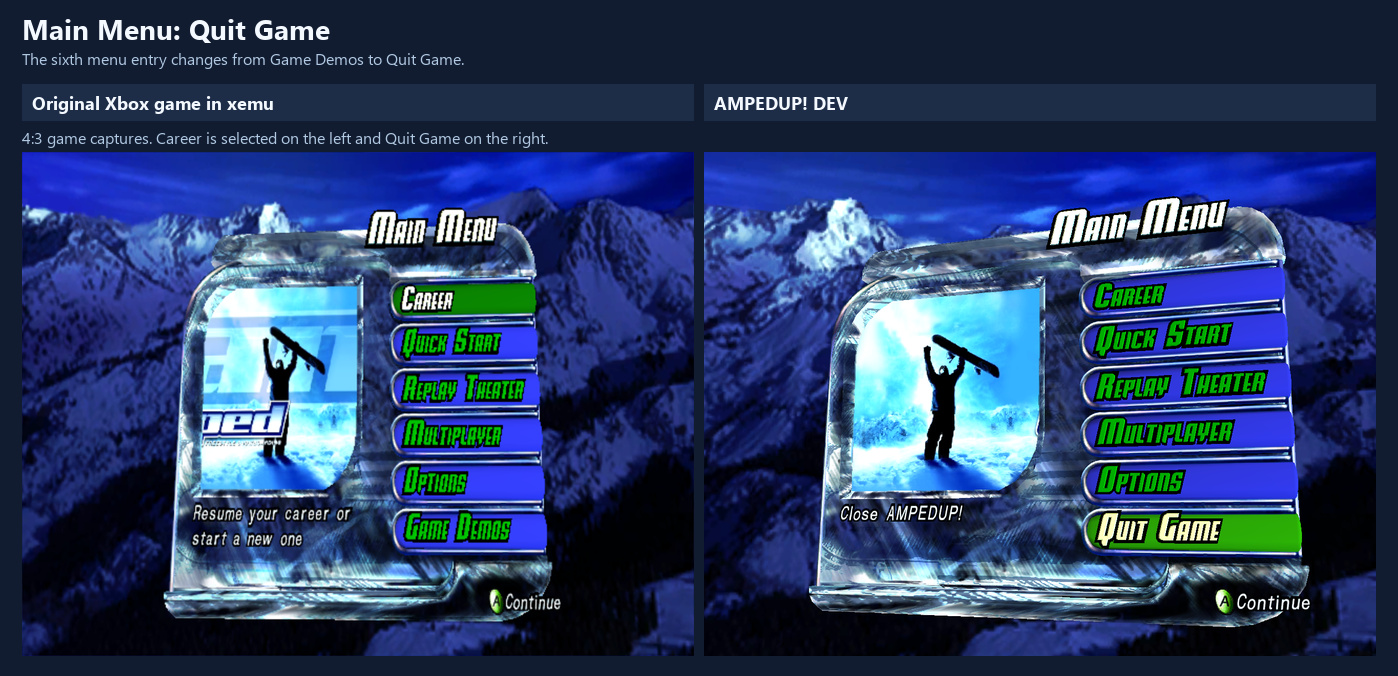 Main Menu: Quit Game
The sixth menu entry changes from Game Demos to Quit Game.
Original Xbox game in xemu
AMPEDUP! DEV
4:3 game captures. Career is selected on the left and Quit Game on the right.
Main Menu
Career
Quick Start
Replay Theater
Multiplayer
Options
Game Demos
ped
Resume your career or
start a new one
A Continue
Main Menu
Career
Quick Start
Replay Theater
Multiplayer
Options
Quit Game
Close AMPEDUP!
A Continue